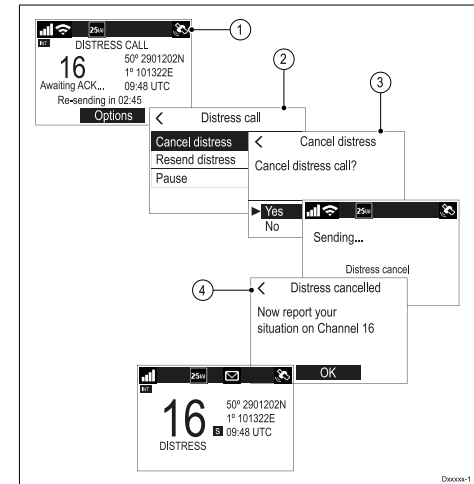 1
25W
INT
DISTRESS CALL
16
50º 2901202N
1º 101322E
Awaiting ACK...
09:48 UTC
Re-sending in 02:45
Options
2
< Distress call
Cancel distress
Resend distress
Pause
3
< Cancel distress
Cancel distress call?
Yes
No
25W
Sending...
Distress cancel
4
< Distress cancelled
Now report your
situation on Channel 16
OK
25W
INT
16
50º 2901202N
1º 101322E
S 09:48 UTC
DISTRESS
Dxxxxx-1